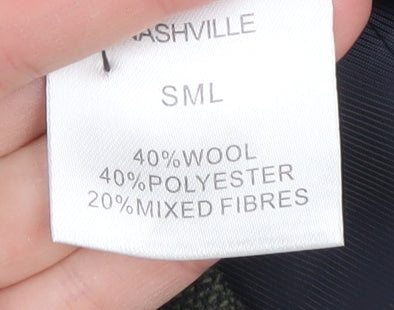 NASHVILLE
SML
40%WOOL
40%POLYESTER
20%MIXED FIBRES